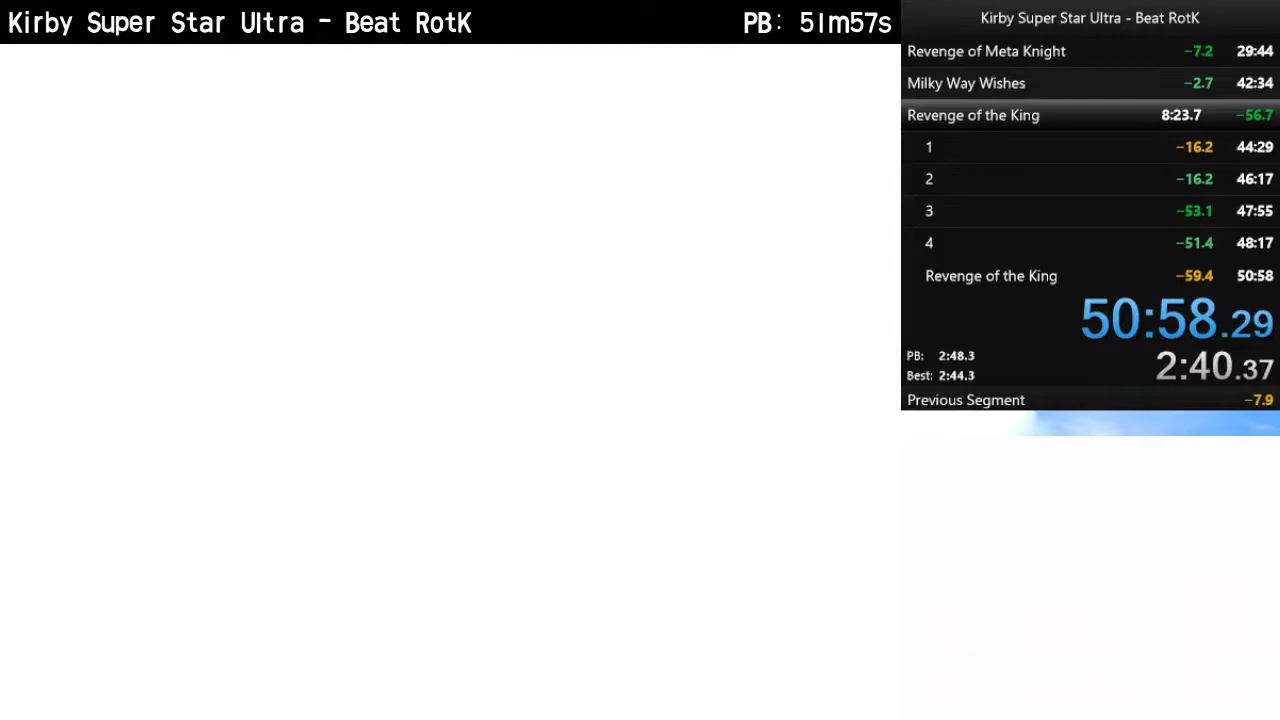 Kirby Super Star Ultra - Beat RotK PB: 51m57s
Kirby Super Star Ultra - Beat RotK
Revenge of Meta Knight -7.2 29:44
Milky Way Wishes -2.7 42:34
Revenge of the King 8:23.7 -56.7
1 -16.2 44:29
2 -16.2 46:17
3 -53.1 47:55
4 -51.4 48:17
Revenge of the King -59.4 50:58
50:58.29
PB: 2:48.3
2:40.37
Best: 2:44.3
Previous Segment -7.9